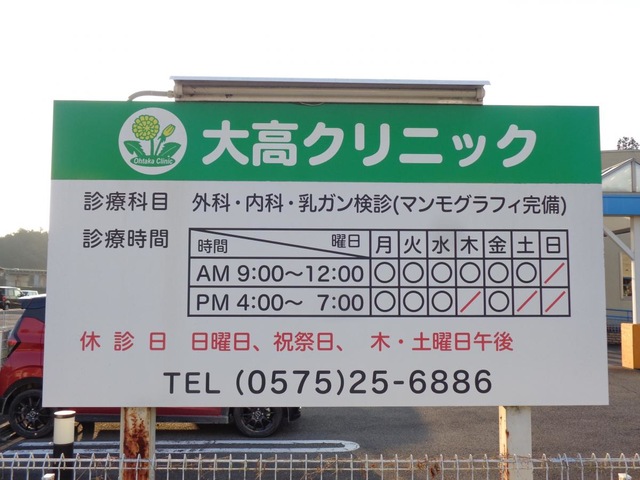 大高クリニック
Ohtaka Clinic
診療科目 外科・内科・乳ガン検診(マンモグラフィ完備)
診療時間
時間 曜日 月 火 水 木 金 土 日
AM 9:00〜12:00 ○ ○ ○ ○ ○ ○ /
PM 4:00〜 7:00 ○ ○ ○ / ○ / /
休診日 日曜日、祝祭日、 木・土曜日午後
TEL (0575)25-6886